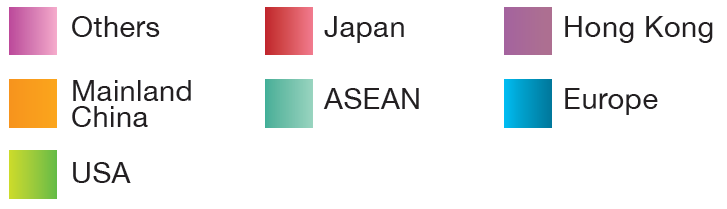 Others
Japan
Hong Kong
Mainland
China
ASEAN
Europe
USA